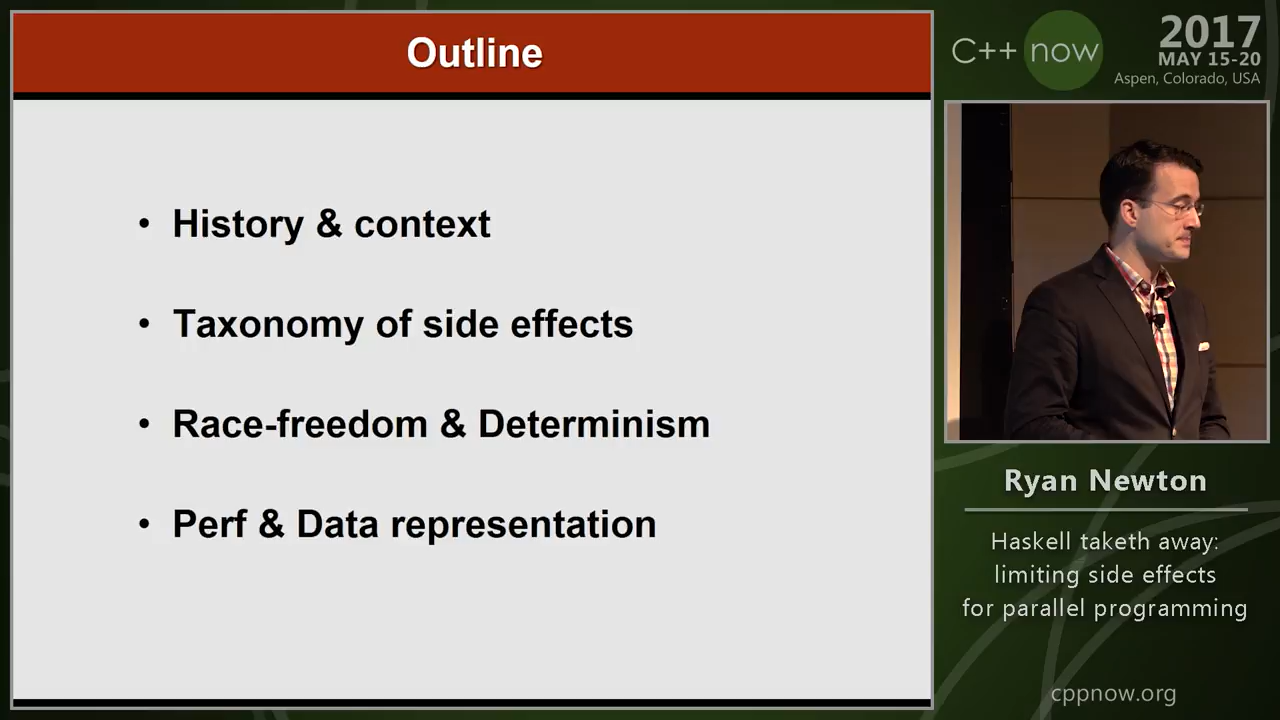 Outline
• History & context
• Taxonomy of side effects
• Race-freedom & Determinism
• Perf & Data representation
C++ now
2017
MAY 15-20
Aspen, Colorado, USA
Ryan Newton
Haskell taketh away:
limiting side effects
for parallel programming
cppnow.org